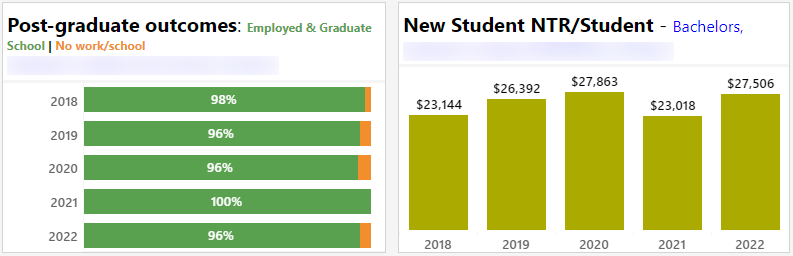 Post-graduate outcomes: Employed & Graduate
School | No work/school
2018 98%
2019 96%
2020 96%
2021 100%
2022 96%
New Student NTR/Student - Bachelors,
$23,144 $26,392 $27,863 $23,018 $27,506
2018 2019 2020 2021 2022